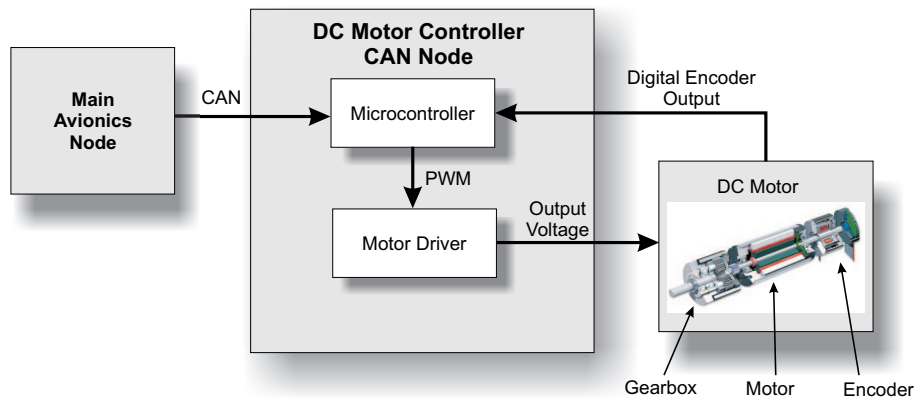 DC Motor Controller
CAN Node
Main
Avionics
Node
CAN
Microcontroller
Digital Encoder
Output
PWM
DC Motor
Motor Driver
Output
Voltage
Gearbox
Motor
Encoder